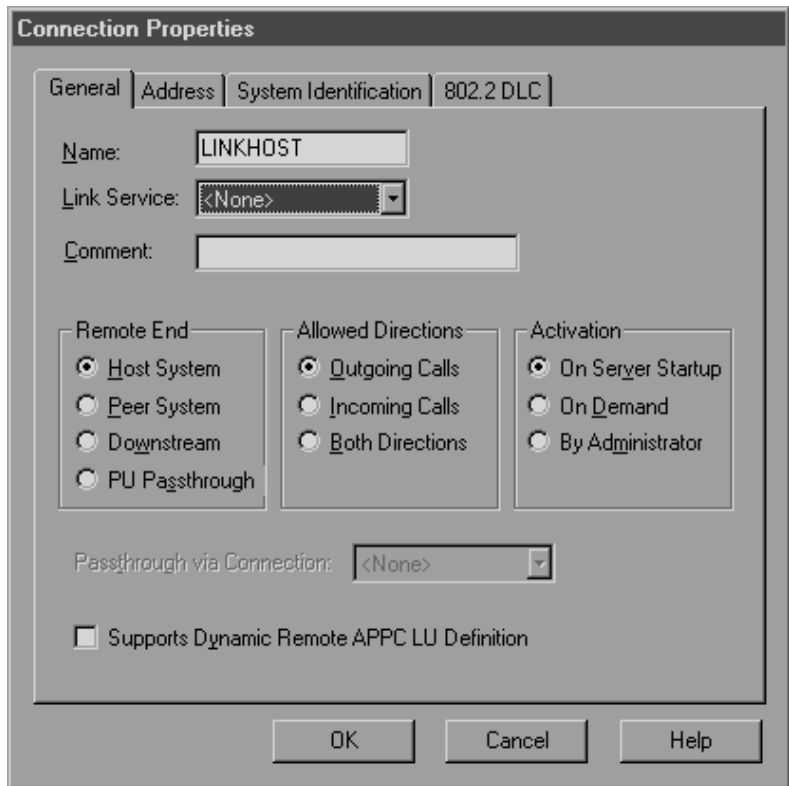 Connection Properties
General Address System Identification 802.2 DLC
Name: LINKHOST
Link Service: <None>
Comment:
Remote End
Host System
Peer System
Downstream
PU Passthrough
Allowed Directions
Outgoing Calls
Incoming Calls
Both Directions
Activation
On Server Startup
On Demand
By Administrator
Passthrough via Connection: <None>
Supports Dynamic Remote APPC LU Definition
OK Cancel Help